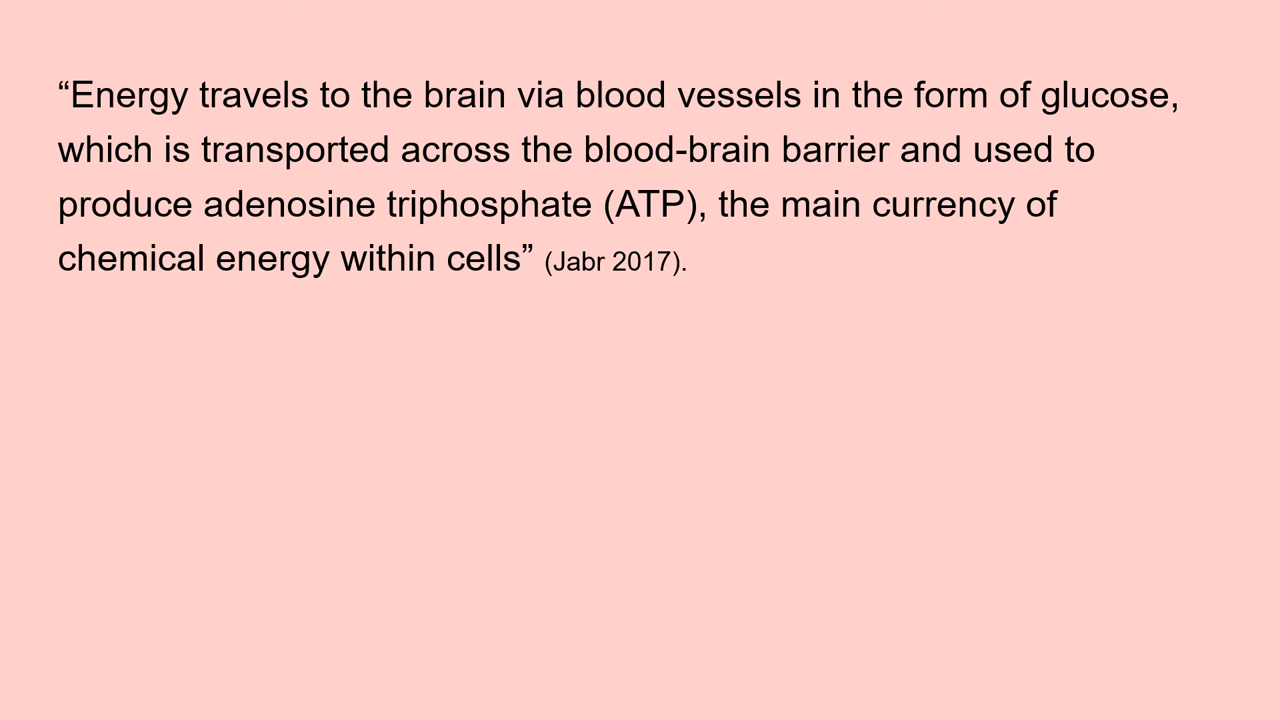 “Energy travels to the brain via blood vessels in the form of glucose,
which is transported across the blood-brain barrier and used to
produce adenosine triphosphate (ATP), the main currency of
chemical energy within cells” (Jabr 2017).